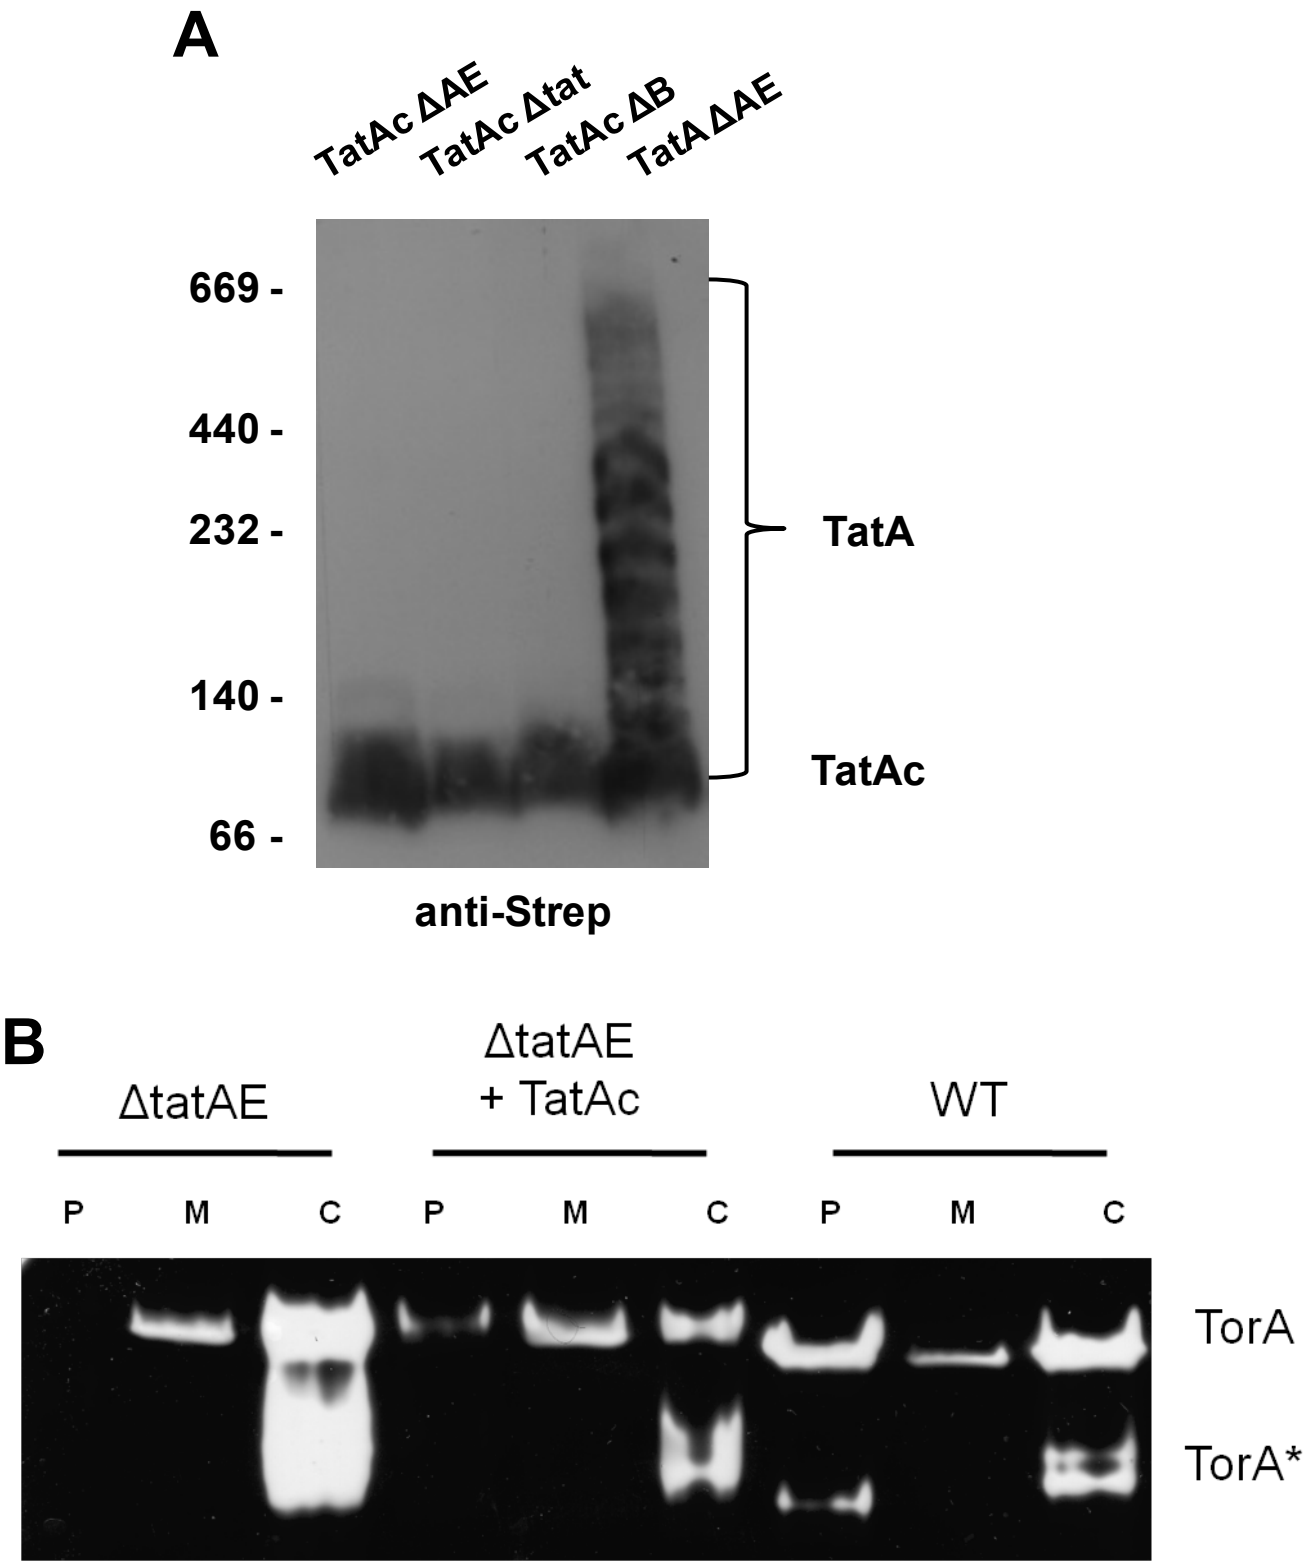 A
TatAc ΔAE
TatAc Δtat
TatAc ΔB
TatA ΔAE
669 -
440 -
232 -
140 -
66 -
TatA
TatAc
anti-Strep
B
ΔtatAE
ΔtatAE
+ TatAc
WT
P M C P M C P M C
TorA
TorA*